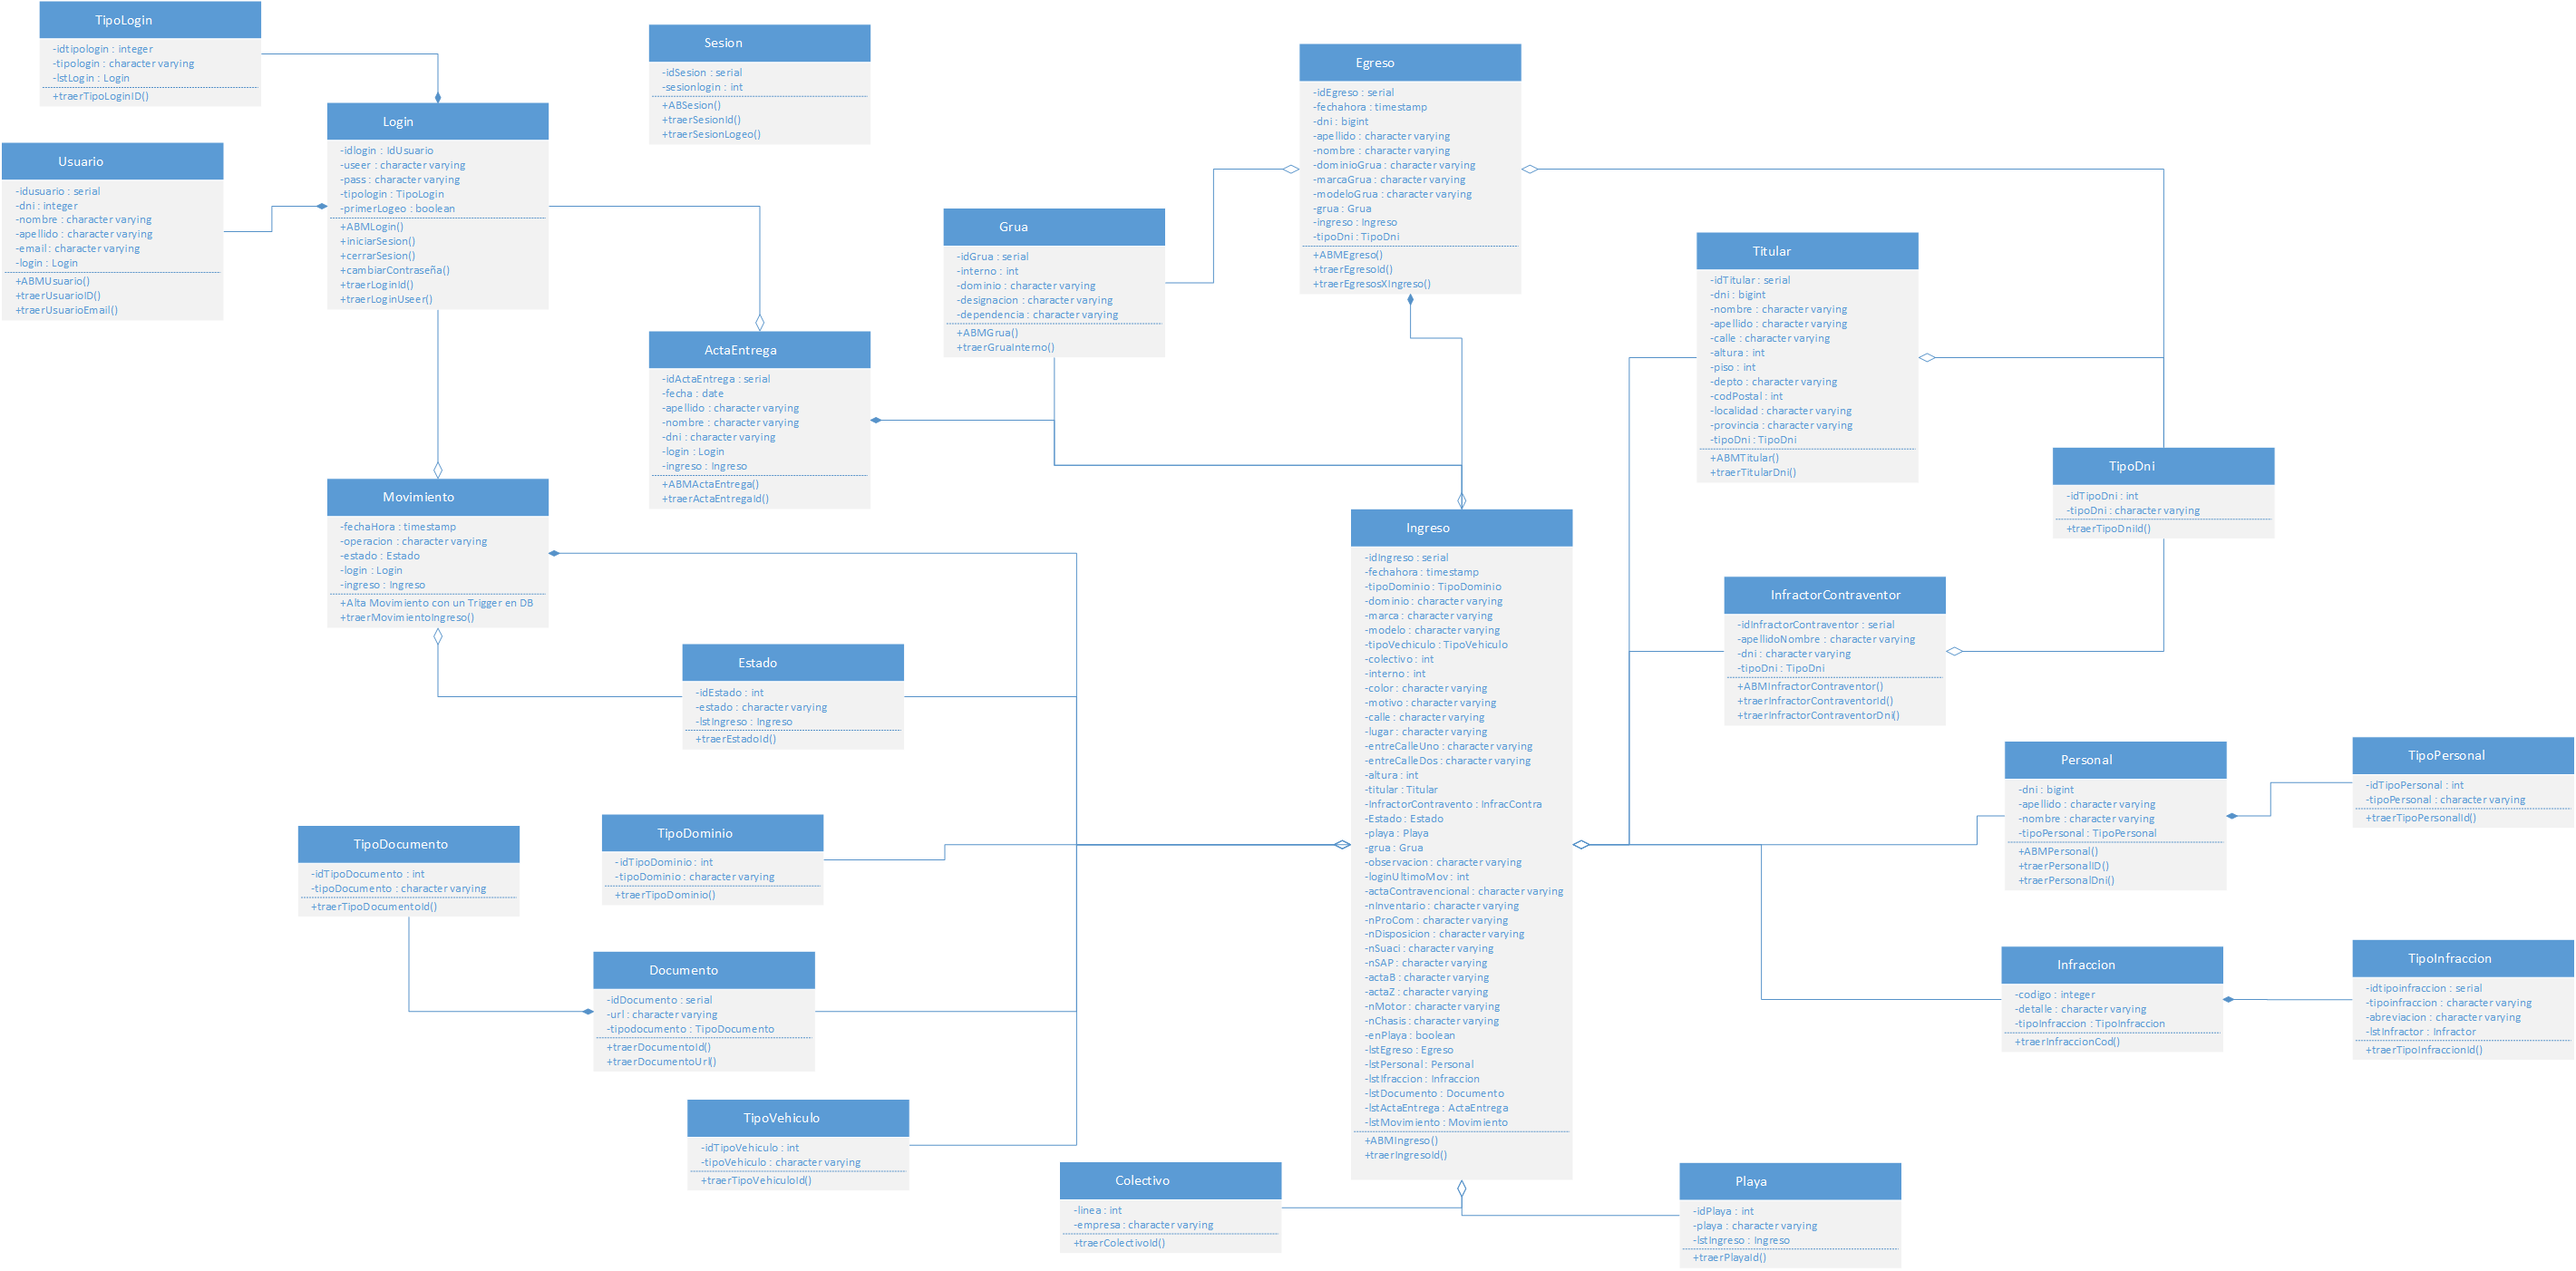 TipoLogin
-idtipologin : integer
-tipologin : character varying
-lstLogin : Login
+traerTipoLoginID()
Sesion
-idSesion : serial
-sesionlogin : int
+ABSesion()
+traerSesionId()
+traerSesionLogeo()
Egreso
-idEgreso : serial
-fechahora : timestamp
-dni : bigint
-apellido : character varying
-nombre : character varying
-dominioGrua : character varying
-marcaGrua : character varying
-modeloGrua : character varying
-grua : Grua
-ingreso : Ingreso
-tipoDni : TipoDni
+ABMEgreso()
+traerEgresoId()
+traerEgresosXIngreso()
Login
-idlogin : IdUsuario
-useer : character varying
-pass : character varying
-tipologin : TipoLogin
-primerLogeo : boolean
+ABMLogin()
+iniciarSesion()
+cerrarSesion()
+cambiarContraseña()
+traerLoginId()
+traerLoginUseer()
Usuario
-idusuario : serial
-dni : integer
-nombre : character varying
-apellido : character varying
-email : character varying
-login : Login
+ABMUsuario()
+traerUsuarioID()
+traerUsuarioEmail()
Grua
-idGrua : serial
-interno : int
-dominio : character varying
-designacion : character varying
-dependencia : character varying
+ABMGrua()
+traerGruaInterno()
Titular
-idTitular : serial
-dni : bigint
-nombre : character varying
-apellido : character varying
-calle : character varying
-altura : int
-piso : int
-depto : character varying
-codPostal : int
-localidad : character varying
-provincia : character varying
-tipoDni : TipoDni
+ABMTitular()
+traerTitularDni()
ActaEntrega
-idActaEntrega : serial
-fecha : date
-apellido : character varying
-nombre : character varying
-dni : character varying
-login : Login
-ingreso : Ingreso
+ABMActaEntrega()
+traerActaEntregaId()
TipoDni
-idTipoDni : int
-tipoDni : character varying
+traerTipoDniId()
Movimiento
-fechaHora : timestamp
-operacion : character varying
-estado : Estado
-login : Login
-ingreso : Ingreso
+Alta Movimiento con un Trigger en DB
+traerMovimientoIngreso()
Ingreso
-idIngreso : serial
-fechahora : timestamp
-tipoDominio : TipoDominio
-dominio : character varying
-marca : character varying
-modelo : character varying
-tipoVechiculo : TipoVehiculo
-colectivo : int
-interno : int
-color : character varying
-motivo : character varying
-calle : character varying
-lugar : character varying
-entreCalleUno : character varying
-entreCalleDos : character varying
-altura : int
-titular : Titular
-InfractorContravento : InfracContra
-Estado : Estado
-playa : Playa
-grua : Grua
-observacion : character varying
-loginUltimoMov : int
-actaContravencional : character varying
-nInventario : character varying
-nProCom : character varying
-nDisposicion : character varying
-nSuaci : character varying
-nSAP : character varying
-actaB : character varying
-actaZ : character varying
-nMotor : character varying
-nChasis : character varying
-enPlaya : boolean
-lstEgreso : Egreso
-lstPersonal : Personal
-lstIfraccion : Infraccion
-lstDocumento : Documento
-lstActaEntrega : ActaEntrega
-lstMovimiento : Movimiento
+ABMIngreso()
+traerIngresoId()
InfractorContraventor
-idInfractorContraventor : serial
-apellidoNombre : character varying
-dni : character varying
-tipoDni : TipoDni
+ABMInfractorContraventor()
+traerInfractorContraventorId()
+traerInfractorContraventorDni()
Estado
-idEstado : int
-estado : character varying
-lstIngreso : Ingreso
+traerEstadoId()
Personal
-dni : bigint
-apellido : character varying
-nombre : character varying
-tipoPersonal : TipoPersonal
+ABMPersonal()
+traerPersonalID()
+traerPersonalDni()
TipoPersonal
-idTipoPersonal : int
-tipoPersonal : character varying
+traerTipoPersonalId()
TipoDocumento
-idTipoDocumento : int
-tipoDocumento : character varying
+traerTipoDocumentoId()
TipoDominio
-idTipoDominio : int
-tipoDominio : character varying
+traerTipoDominio()
Documento
-idDocumento : serial
-url : character varying
-tipodocumento : TipoDocumento
+traerDocumentoId()
+traerDocumentoUrl()
Infraccion
-codigo : integer
-detalle : character varying
-tipoInfraccion : TipoInfraccion
+traerInfraccionCod()
TipoInfraccion
-idtipoinfraccion : serial
-tipoinfraccion : character varying
-abreviacion : character varying
-lstInfractor : Infractor
+traerTipoInfraccionId()
TipoVehiculo
-idTipoVehiculo : int
-tipoVehiculo : character varying
+traerTipoVehiculoId()
Colectivo
-linea : int
-empresa : character varying
+traerColectivoId()
Playa
-idPlaya : int
-playa : character varying
-lstIngreso : Ingreso
+traerPlayaId()